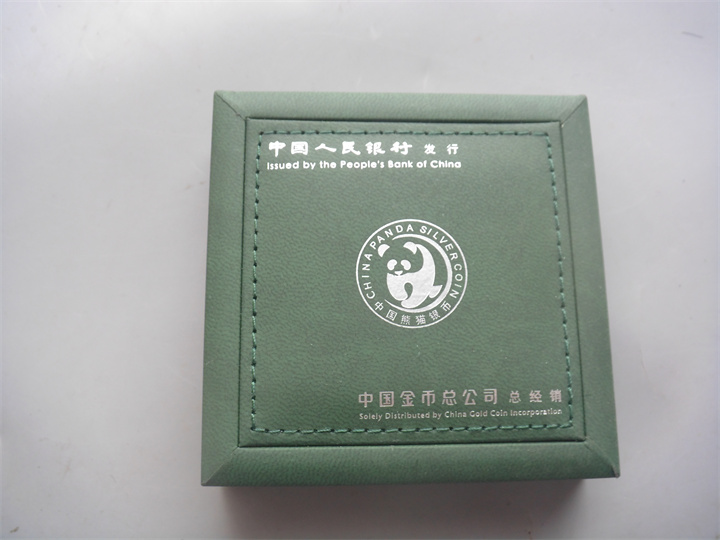 中国人民银行 发行
Issued by the People's Bank of China
CHINA PANDA SILVER COIN
中国熊猫银币
中国金币总公司 总经销
Solely Distributed by China Gold Coin Incorporation